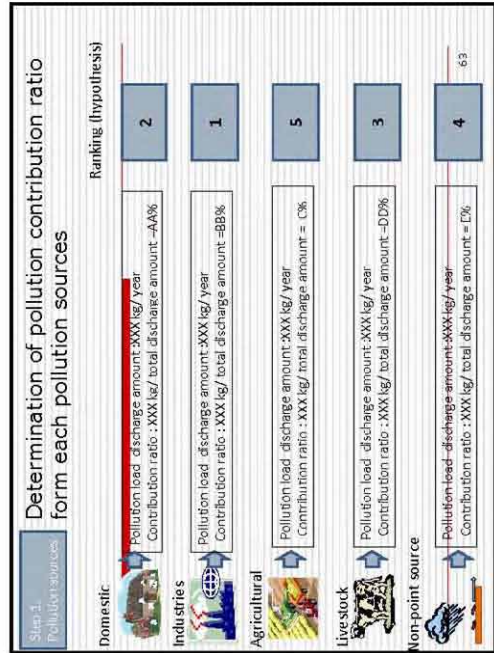 Step 1.
Pollution sources
Determination of pollution contribution ratio
form each pollution sources
Ranking (hypothesis)
Domestic
Pollution load discharge amount :XXX kg/ year
Contribution ratio : XXX kg/ total discharge amount =AA%
2
Industries
Pollution load discharge amount :XXX kg/ year
Contribution ratio : XXX kg/ total discharge amount =BB%
1
Agricultural
Pollution load discharge amount :XXX kg/ year
Contribution ratio : XXX kg/ total discharge amount = C%
5
Livestock
Pollution load discharge amount :XXX kg/ year
Contribution ratio : XXX kg/ total discharge amount =DD%
3
Non-point source
Pollution load discharge amount :XXX kg/ year
Contribution ratio : XXX kg/ total discharge amount = E%
4
63